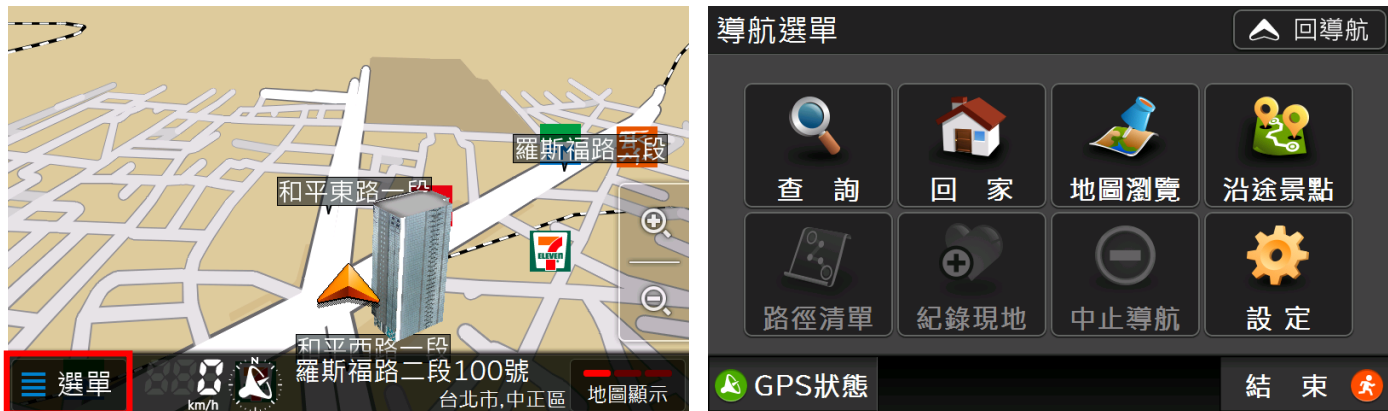 羅斯福路二段
和平東路一段
7
ELEVEN
和平西路一段
選單
0
km/h
N
羅斯福路二段100號
台北市,中正區
地圖顯示
導航選單
回導航
查 詢
回 家
地圖瀏覽
沿途景點
路徑清單
紀錄現地
中止導航
設 定
GPS狀態
結 束